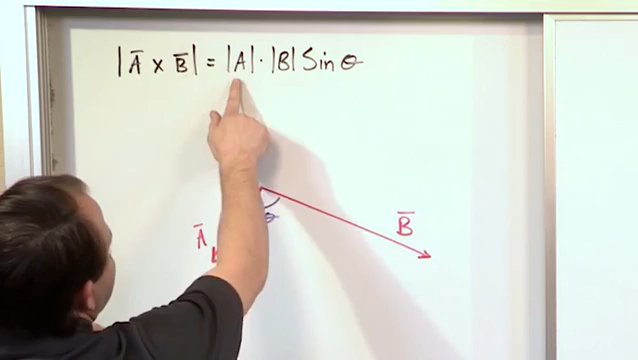 |A̅ x B̅| = |A| · |B| Sin θ
A̅
B̅
θ